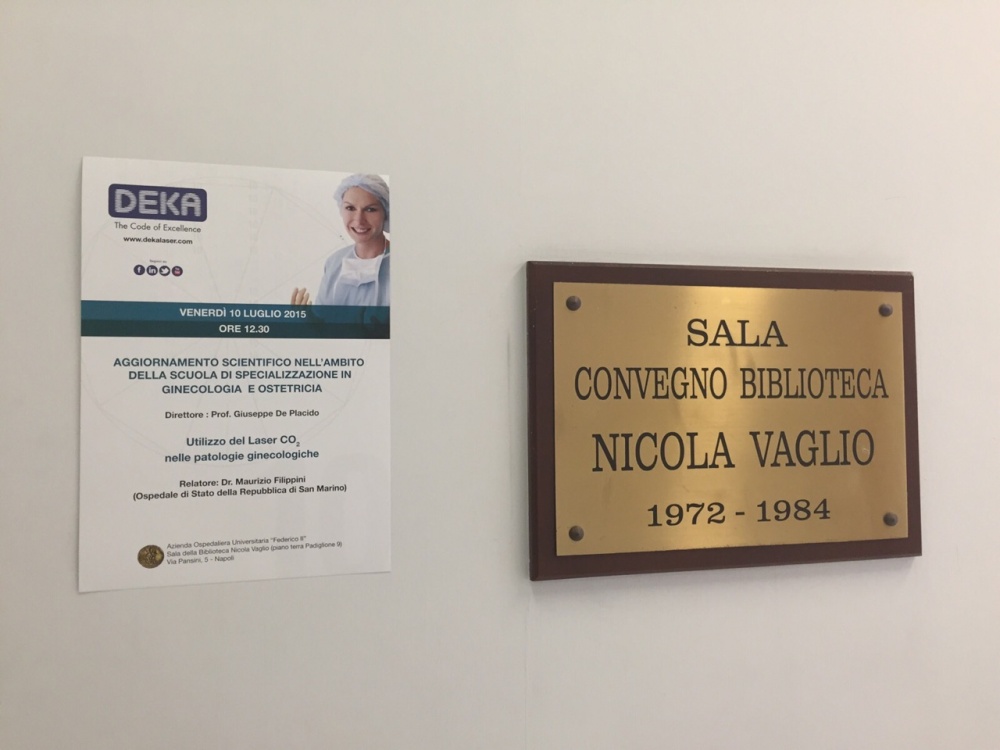 DEKA
The Code of Excellence
www.dekalaser.com
VENERDÌ 10 LUGLIO 2015
ORE 12.30
AGGIORNAMENTO SCIENTIFICO NELL'AMBITO
DELLA SCUOLA DI SPECIALIZZAZIONE IN
GINECOLOGIA E OSTETRICIA
Direttore : Prof. Giuseppe De Placido
Utilizzo del Laser CO₂
nelle patologie ginecologiche
Relatore: Dr. Maurizio Filippini
(Ospedale di Stato della Repubblica di San Marino)
Azienda Ospedaliera Universitaria "Federico II"
Sala della Biblioteca Nicola Vaglio (piano terra Padiglione 9)
Via Pansini, 5 - Napoli
SALA
CONVEGNO BIBLIOTECA
NICOLA VAGLIO
1972 - 1984